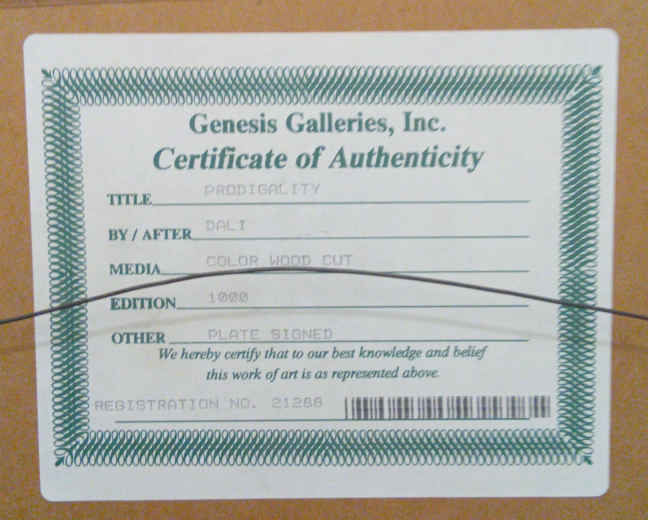 Genesis Galleries, Inc.
Certificate of Authenticity
TITLE PRODIGALITY
BY / AFTER DALI
MEDIA COLOR WOOD CUT
EDITION 1000
OTHER PLATE SIGNED
We hereby certify that to our best knowledge and belief
this work of art is as represented above.
REGISTRATION NO. 21288